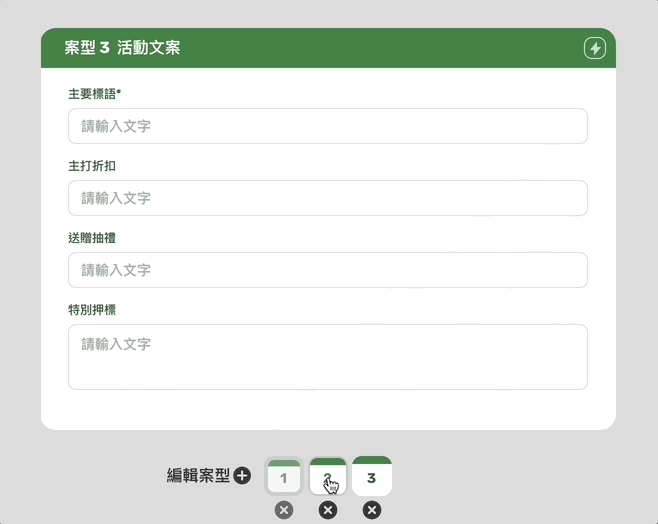 案型 3 活動文案
主要標語*
請輸入文字
主打折扣
請輸入文字
送贈抽禮
請輸入文字
特別押標
請輸入文字
編輯案型 1 2 3